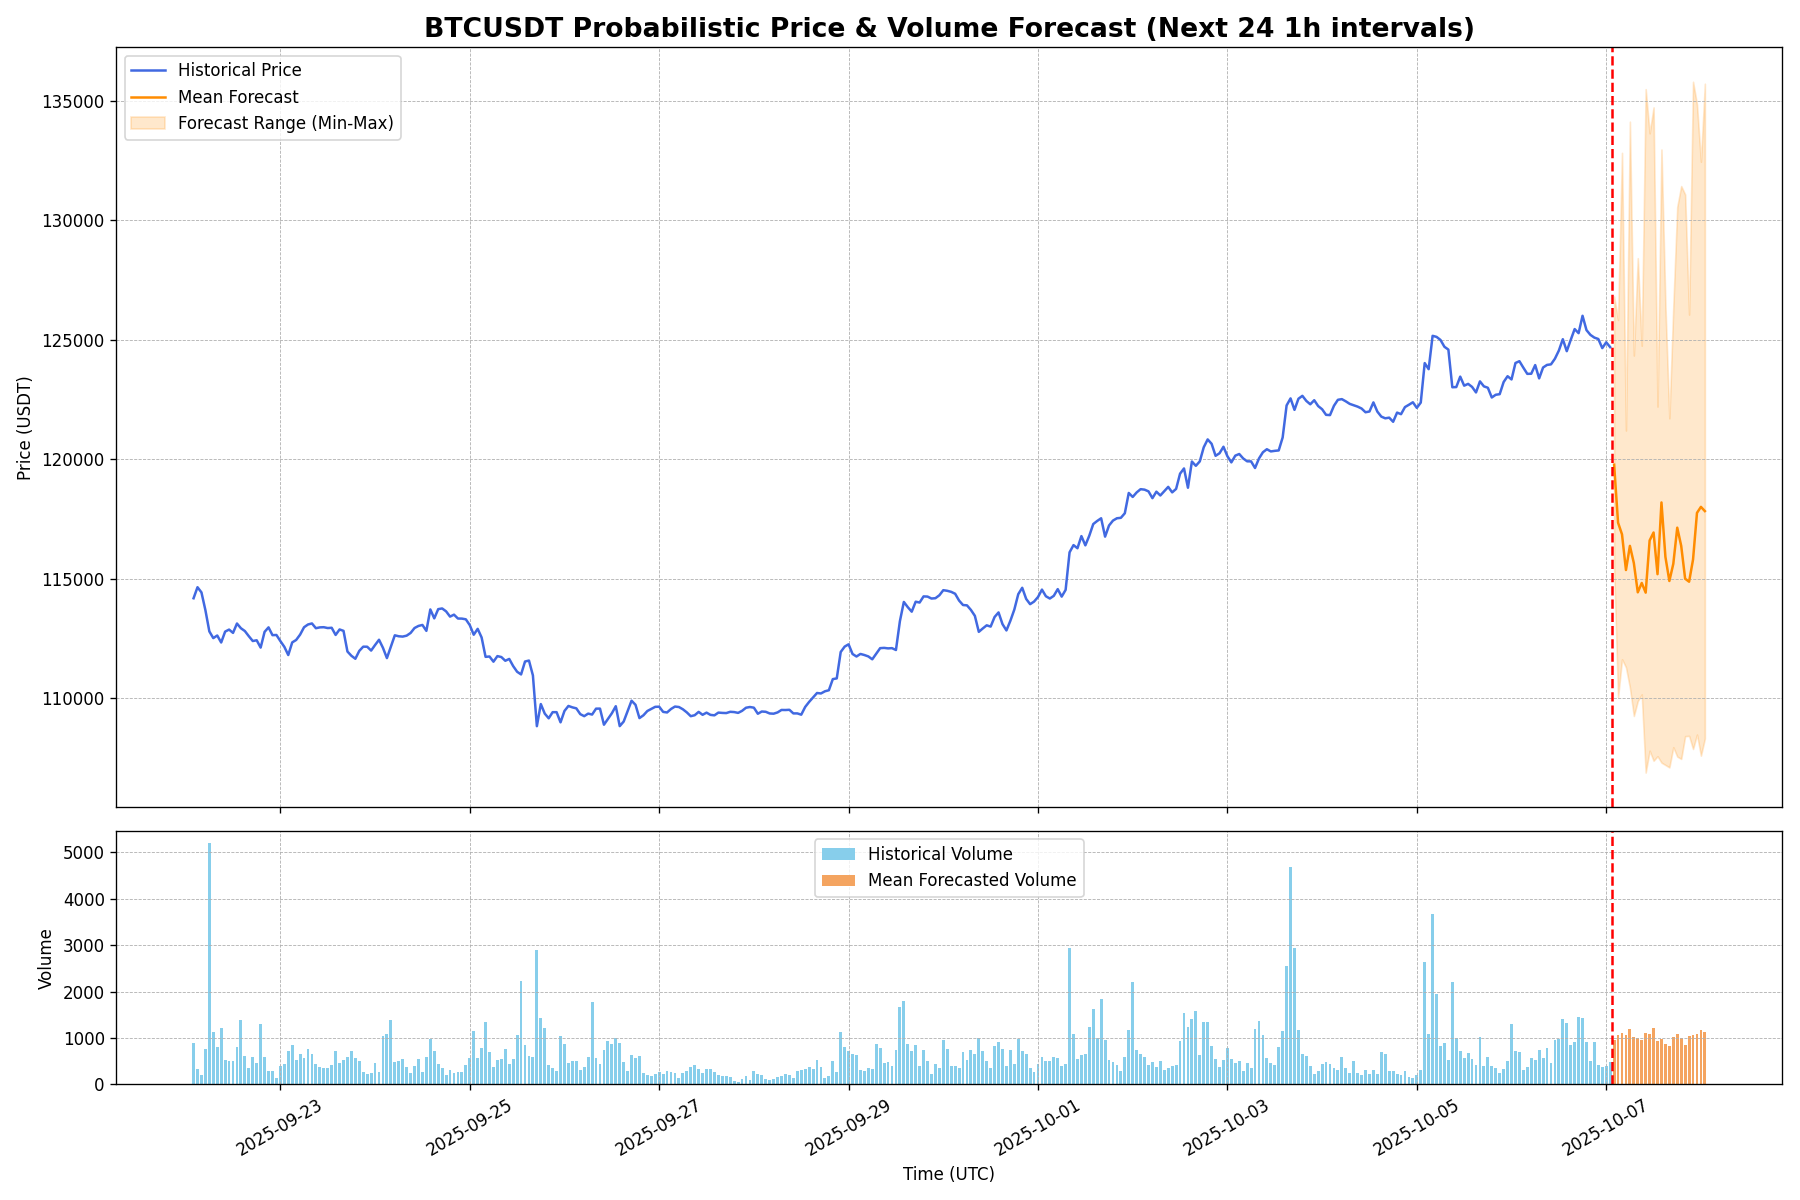 BTCUSDT Probabilistic Price & Volume Forecast (Next 24 1h intervals)
Historical Price
Mean Forecast
Forecast Range (Min-Max)
135000
130000
125000
120000
115000
110000
Price (USDT)
Historical Volume
Mean Forecasted Volume
5000
4000
3000
2000
1000
0
Volume
2025-09-23
2025-09-25
2025-09-27
2025-09-29
2025-10-01
2025-10-03
2025-10-05
2025-10-07
Time (UTC)